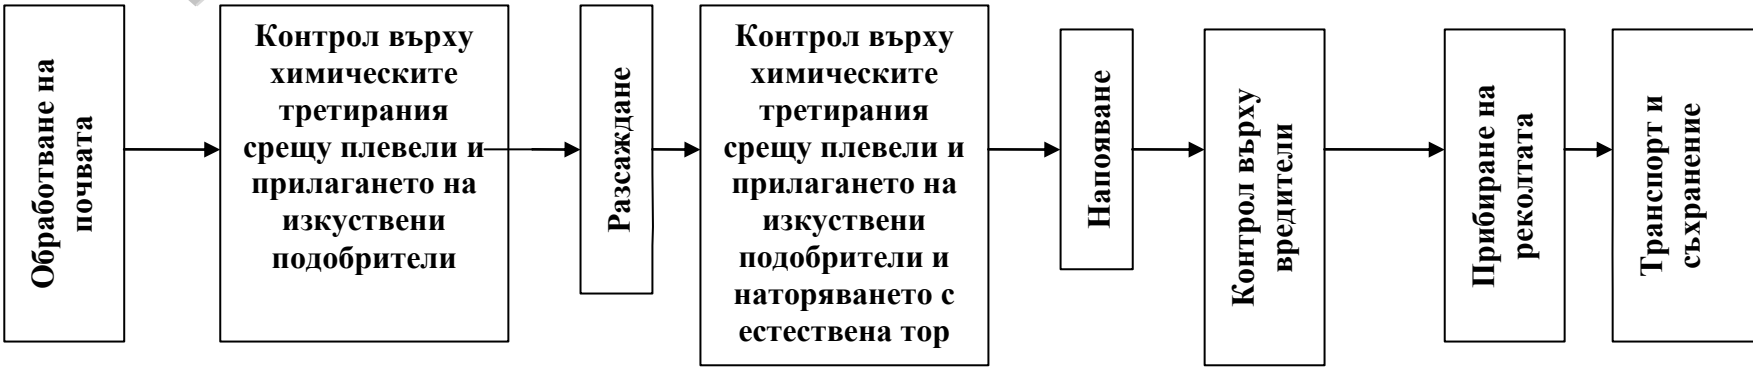 Обработване на
почвата
Контрол върху
химическите
третирания
срещу плевели и
прилагането на
изкуствени
подобрители
Разсаждане
Контрол върху
химическите
третирания
срещу плевели и
прилагането на
изкуствени
подобрители и
наторяването с
естествена тор
Напояване
Контрол върху
вредители
Прибиране на
реколтата
Транспорт и
съхранение